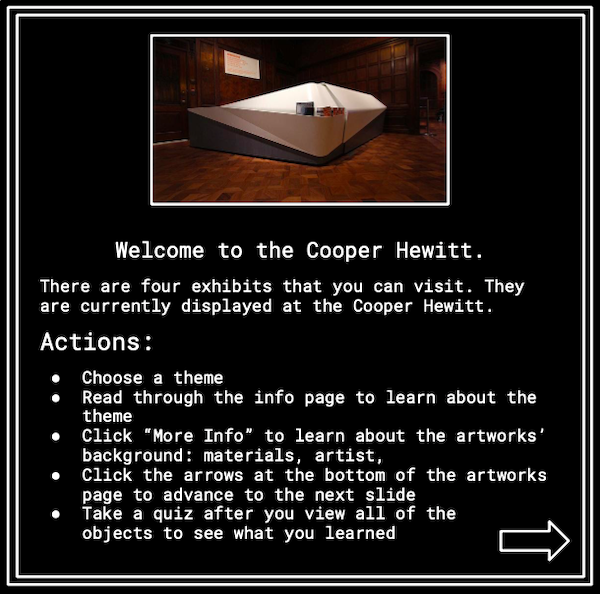 Welcome to the Cooper Hewitt.
There are four exhibits that you can visit. They
are currently displayed at the Cooper Hewitt.
Actions:
● Choose a theme
● Read through the info page to learn about the
theme
● Click “More Info” to learn about the artworks’
background: materials, artist,
● Click the arrows at the bottom of the artworks
page to advance to the next slide
● Take a quiz after you view all of the
objects to see what you learned